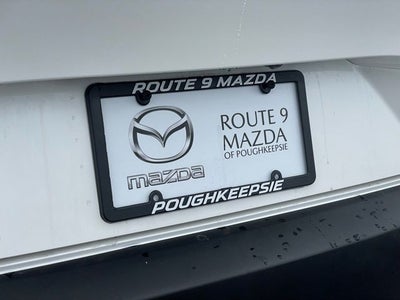 ROUTE 9 MAZDA
mazda
ROUTE 9
MAZDA
OF POUGHKEEPSIE
POUGHKEEPSIE